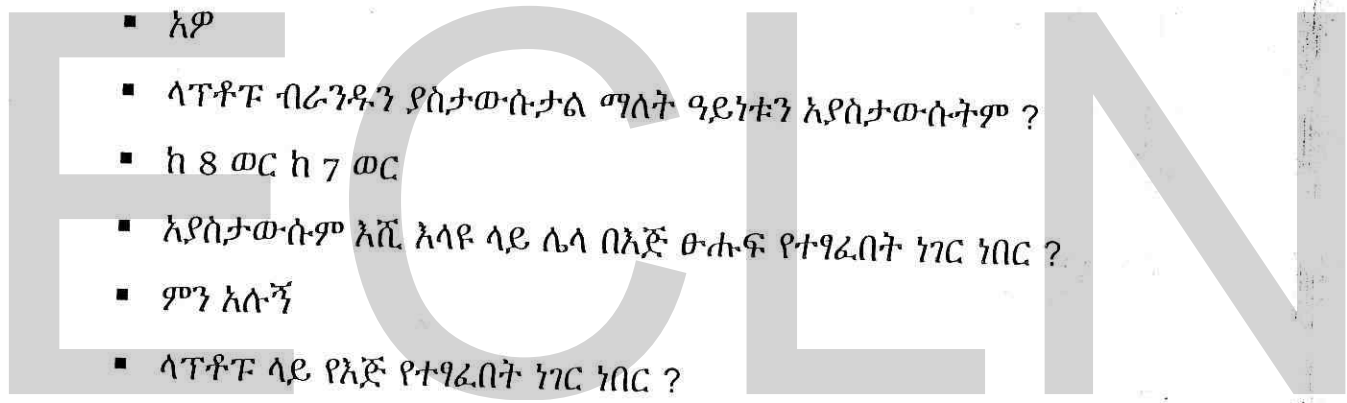 ECLN
▪ አዎ
▪ ላፕቶፑ ብራንዱን ያስታውሱታል ማለት ዓይነቱን አያስታውሱትም ?
▪ ከ 8 ወር ከ 7 ወር
▪ አያስታውሱም እሺ እላዩ ላይ ሌላ በእጅ ፁሑፍ የተፃፈበት ነገር ነበር ?
▪ ምን አሉኝ
▪ ላፕቶፑ ላይ የእጅ የተፃፈበት ነገር ነበር ?